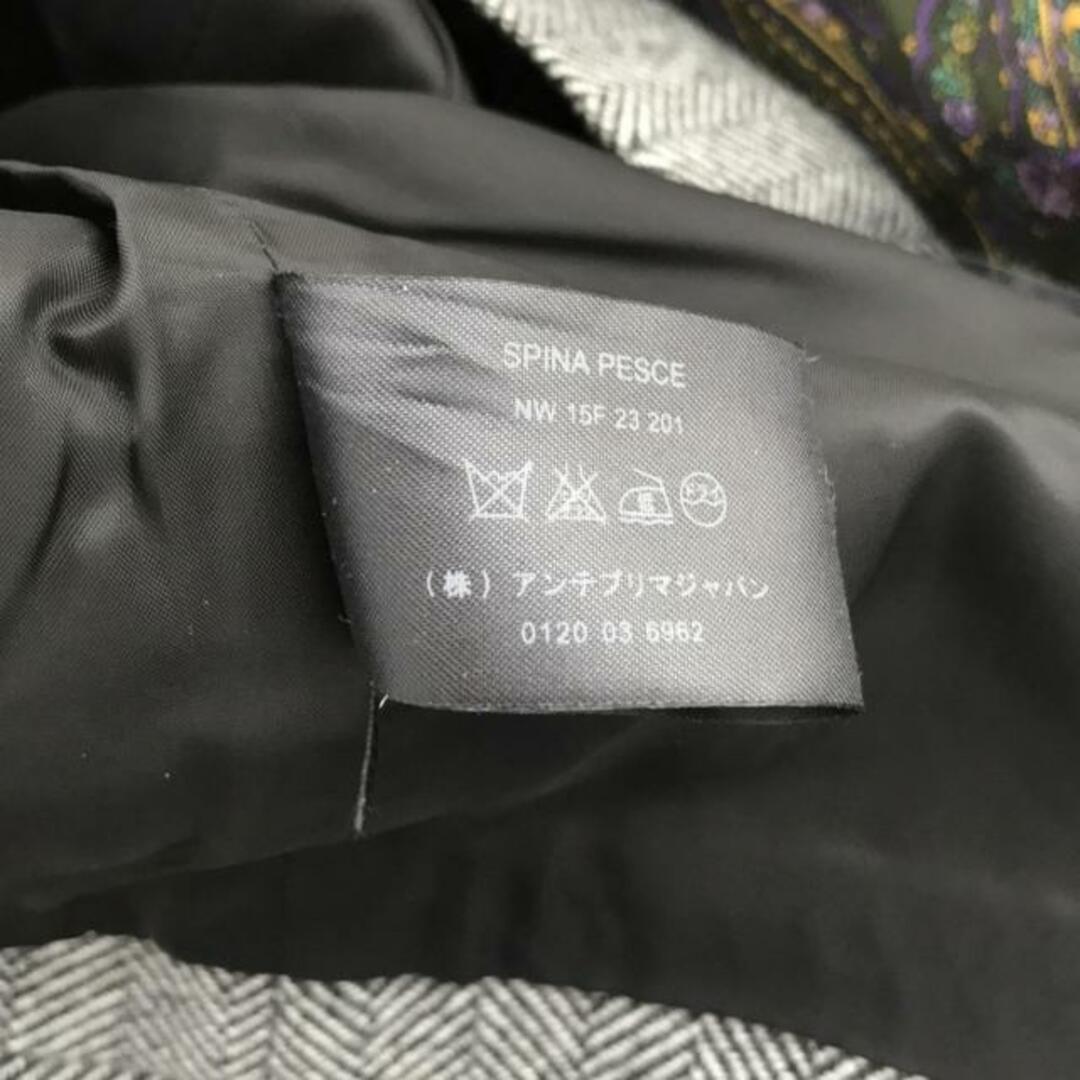 SPINA PESCE
NW 15F 23 201
(株) アンテプリマジャパン
0120 03 6962